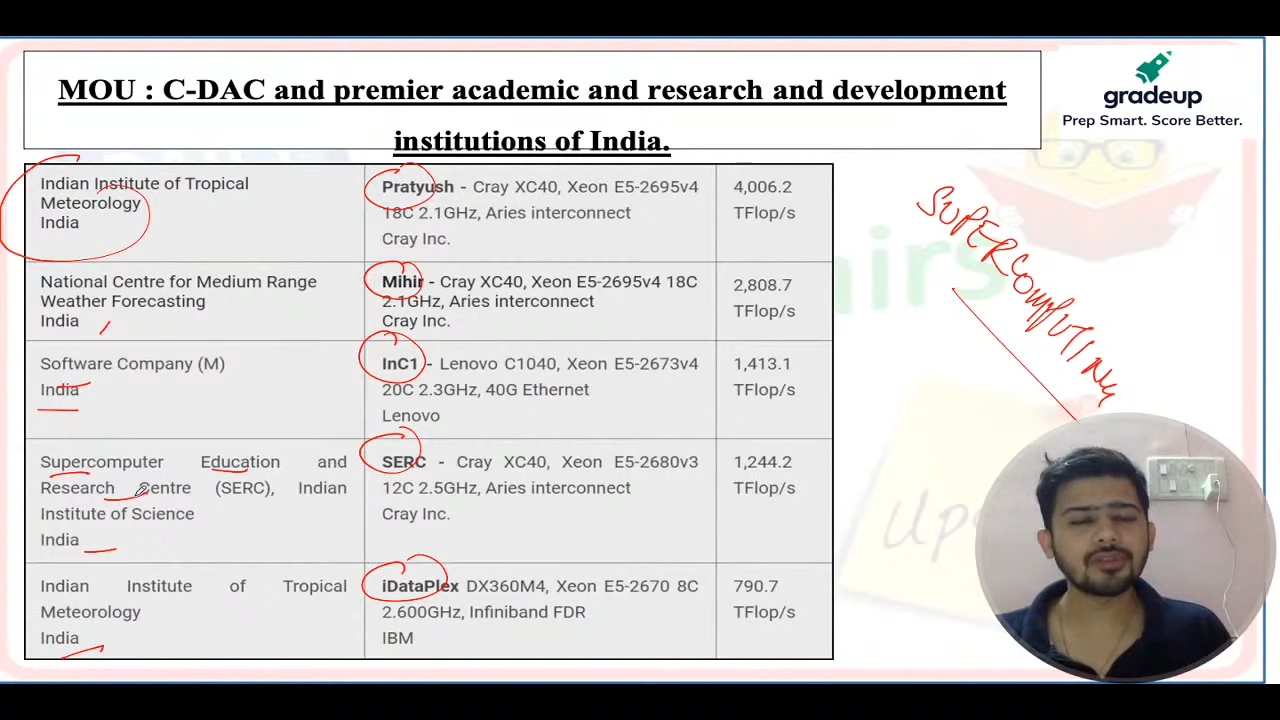 MOU : C-DAC and premier academic and research and development
institutions of India.
gradeup
Prep Smart. Score Better.
Indian Institute of Tropical
Meteorology
India
Pratyush - Cray XC40, Xeon E5-2695v4
18C 2.1GHz, Aries interconnect
Cray Inc.
4,006.2
TFlop/s
National Centre for Medium Range
Weather Forecasting
India
Mihir - Cray XC40, Xeon E5-2695v4 18C
2.1GHz, Aries interconnect
Cray Inc.
2,808.7
TFlop/s
Software Company (M)
India
InC1 - Lenovo C1040, Xeon E5-2673v4
20C 2.3GHz, 40G Ethernet
Lenovo
1,413.1
TFlop/s
Supercomputer Education and
Research Centre (SERC), Indian
Institute of Science
India
SERC - Cray XC40, Xeon E5-2680v3
12C 2.5GHz, Aries interconnect
Cray Inc.
1,244.2
TFlop/s
Indian Institute of Tropical
Meteorology
India
iDataPlex DX360M4, Xeon E5-2670 8C
2.600GHz, Infiniband FDR
IBM
790.7
TFlop/s
SUPERCOMPUTING